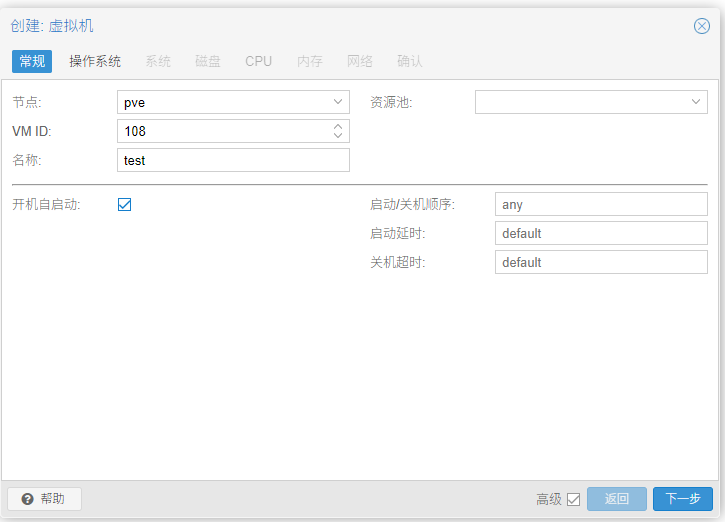 创建: 虚拟机
常规 操作系统 系统 磁盘 CPU 内存 网络 确认
节点: pve 资源池:
VM ID: 108
名称: test
开机自启动: 启动/关机顺序: any
启动延时: default
关机超时: default
帮助 高级 返回 下一步